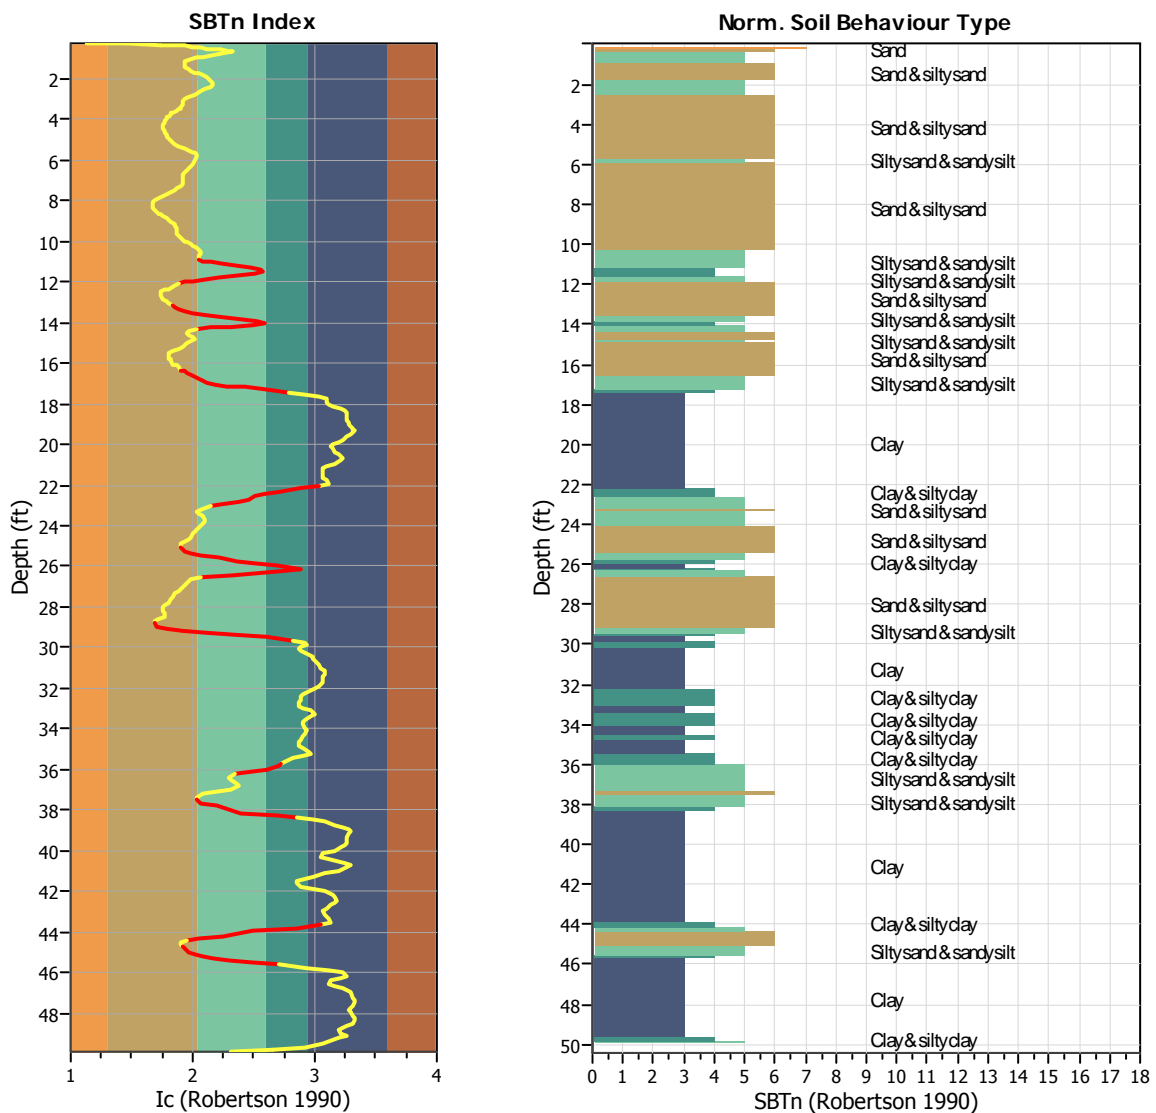 SBTn Index
Norm. Soil Behaviour Type
2
4
6
8
10
12
14
16
18
20
22
24
26
28
30
32
34
36
38
40
42
44
46
48
Depth (ft)
1
2
3
4
Ic (Robertson 1990)
2
4
6
8
10
12
14
16
18
20
22
24
26
28
30
32
34
36
38
40
42
44
46
48
50
Depth (ft)
Sand
Sand & silty sand
Sand & silty sand
Silty sand & sandy silt
Sand & silty sand
Silty sand & sandy silt
Silty sand & sandy silt
Sand & silty sand
Silty sand & sandy silt
Silty sand & sandy silt
Sand & silty sand
Silty sand & sandy silt
Clay
Clay & silty clay
Sand & silty sand
Sand & silty sand
Clay & silty clay
Sand & silty sand
Silty sand & sandy silt
Clay
Clay & silty clay
Clay & silty clay
Clay & silty clay
Clay & silty clay
Silty sand & sandy silt
Silty sand & sandy silt
Clay
Clay & silty clay
Silty sand & sandy silt
Clay
Clay & silty clay
0 1 2 3 4 5 6 7 8 9 10 11 12 13 14 15 16 17 18
SBTn (Robertson 1990)